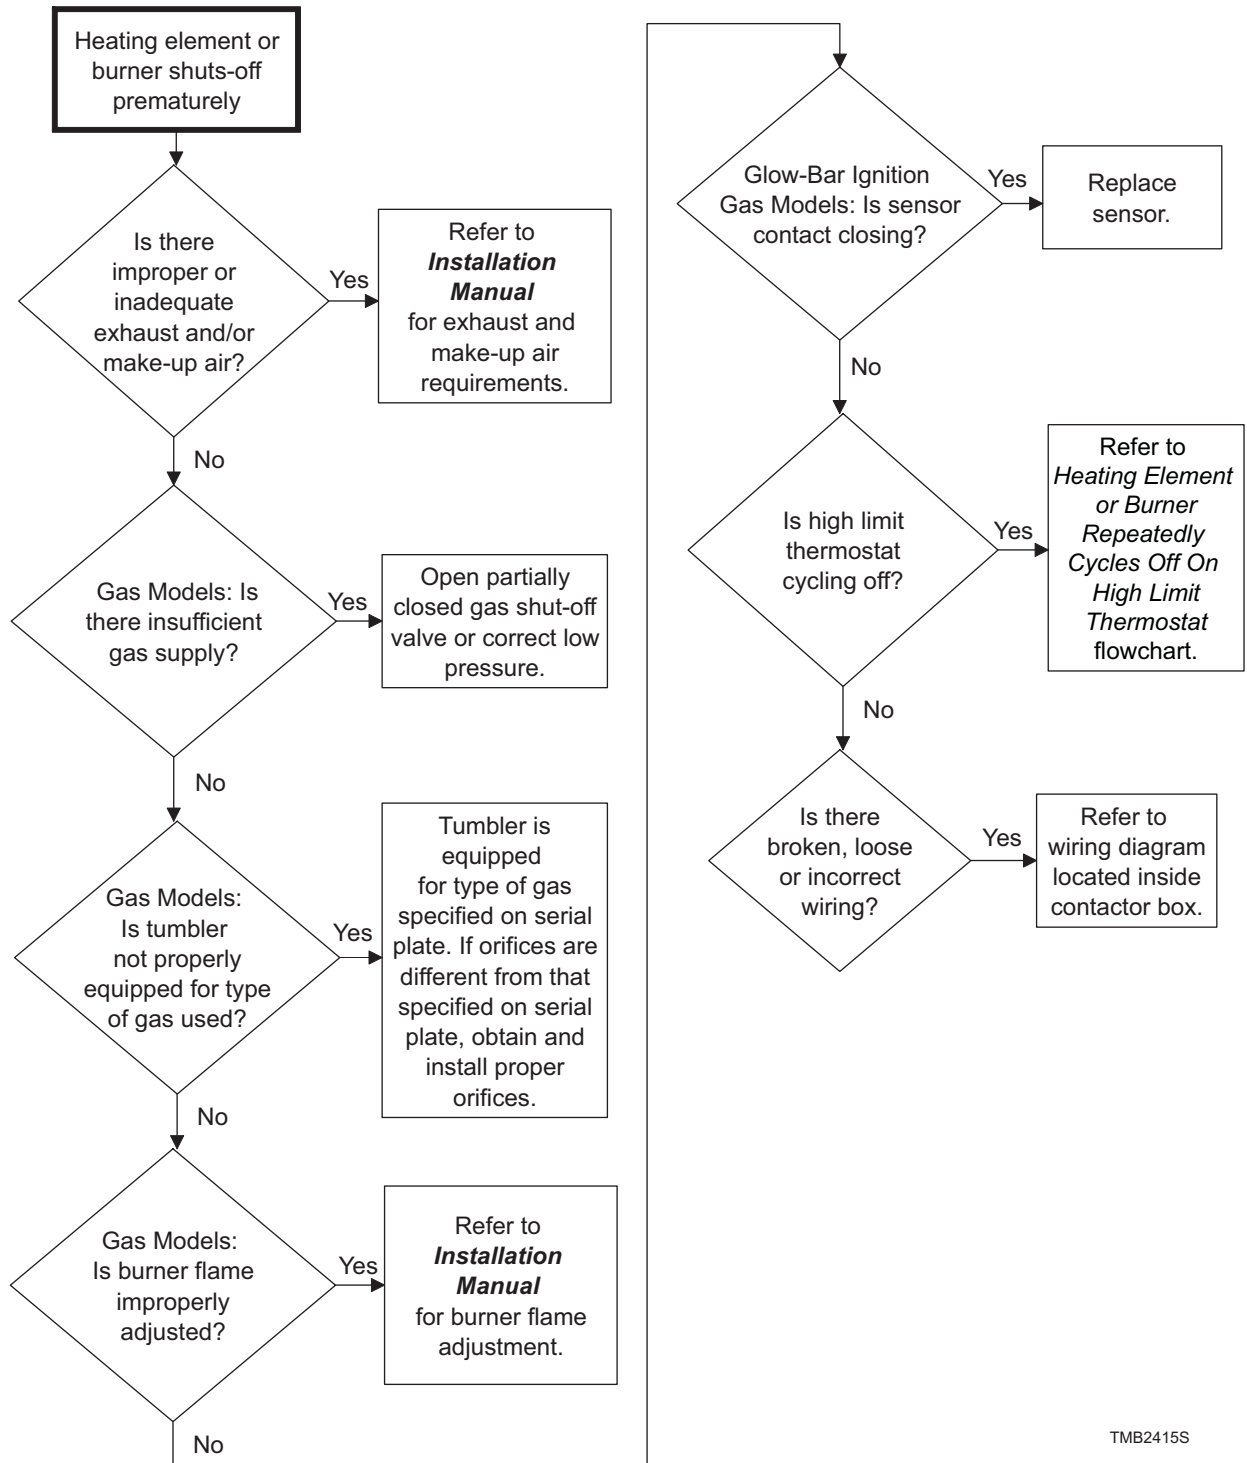 Heating element or
burner shuts-off
prematurely
Is there
improper or
inadequate
exhaust and/or
make-up air?
Yes
Refer to
Installation
Manual
for exhaust and
make-up air
requirements.
No
Gas Models: Is
there insufficient
gas supply?
Yes
Open partially
closed gas shut-off
valve or correct low
pressure.
No
Gas Models:
Is tumbler
not properly
equipped for type
of gas used?
Yes
Tumbler is
equipped
for type of gas
specified on serial
plate. If orifices are
different from that
specified on serial
plate, obtain and
install proper
orifices.
No
Gas Models:
Is burner flame
improperly
adjusted?
Yes
Refer to
Installation
Manual
for burner flame
adjustment.
No
Glow-Bar Ignition
Gas Models: Is sensor
contact closing?
Yes
Replace
sensor.
No
Is high limit
thermostat
cycling off?
Yes
Refer to
Heating Element
or Burner
Repeatedly
Cycles Off On
High Limit
Thermostat
flowchart.
No
Is there
broken, loose
or incorrect
wiring?
Yes
Refer to
wiring diagram
located inside
contactor box.
TMB2415S